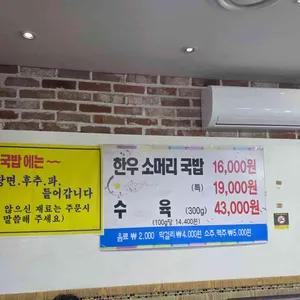 국밥 에는 ~~
당면.후추.파.
들어갑니다
않으신 재료는 주문시
말씀해 주세요)
한우 소머리 국밥 16,000원
(특) 19,000원
수 육 (300g) 43,000원
(100g당 14,400원)
음료 ₩2,000 막걸리 ₩4,000원 소주,맥주 ₩5,000원